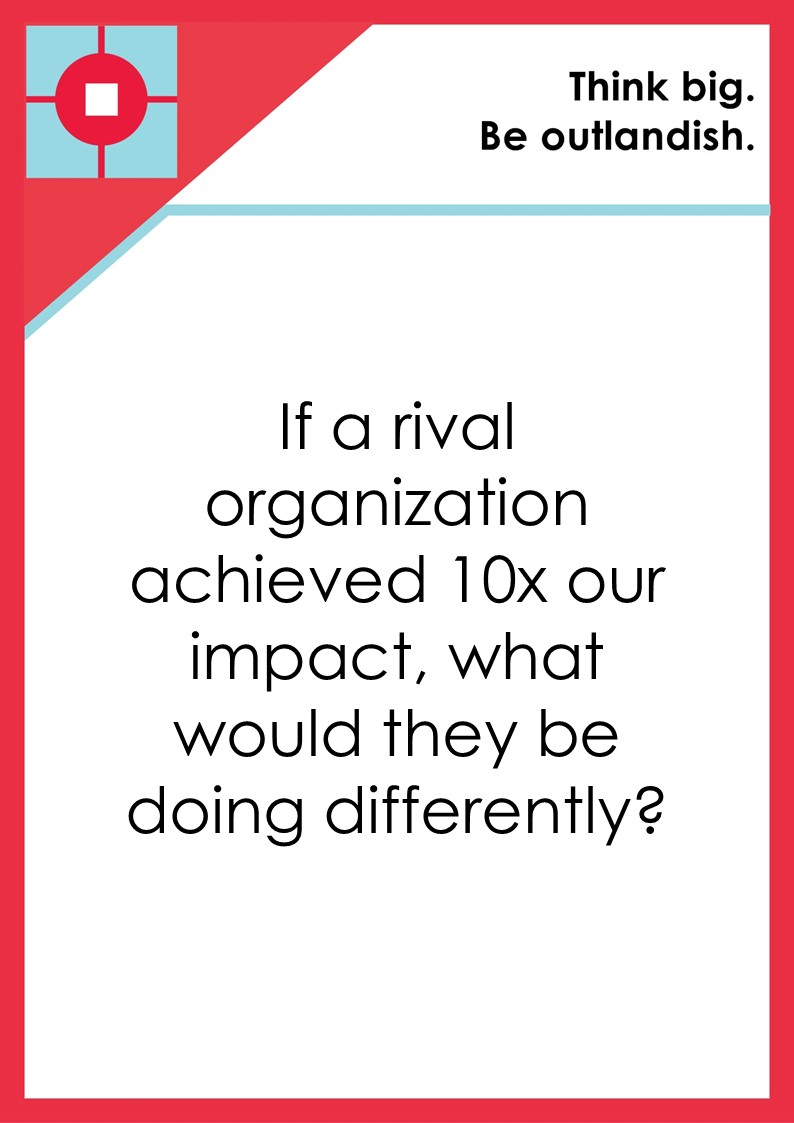 Think big.
Be outlandish.
If a rival
organization
achieved 10x our
impact, what
would they be
doing differently?